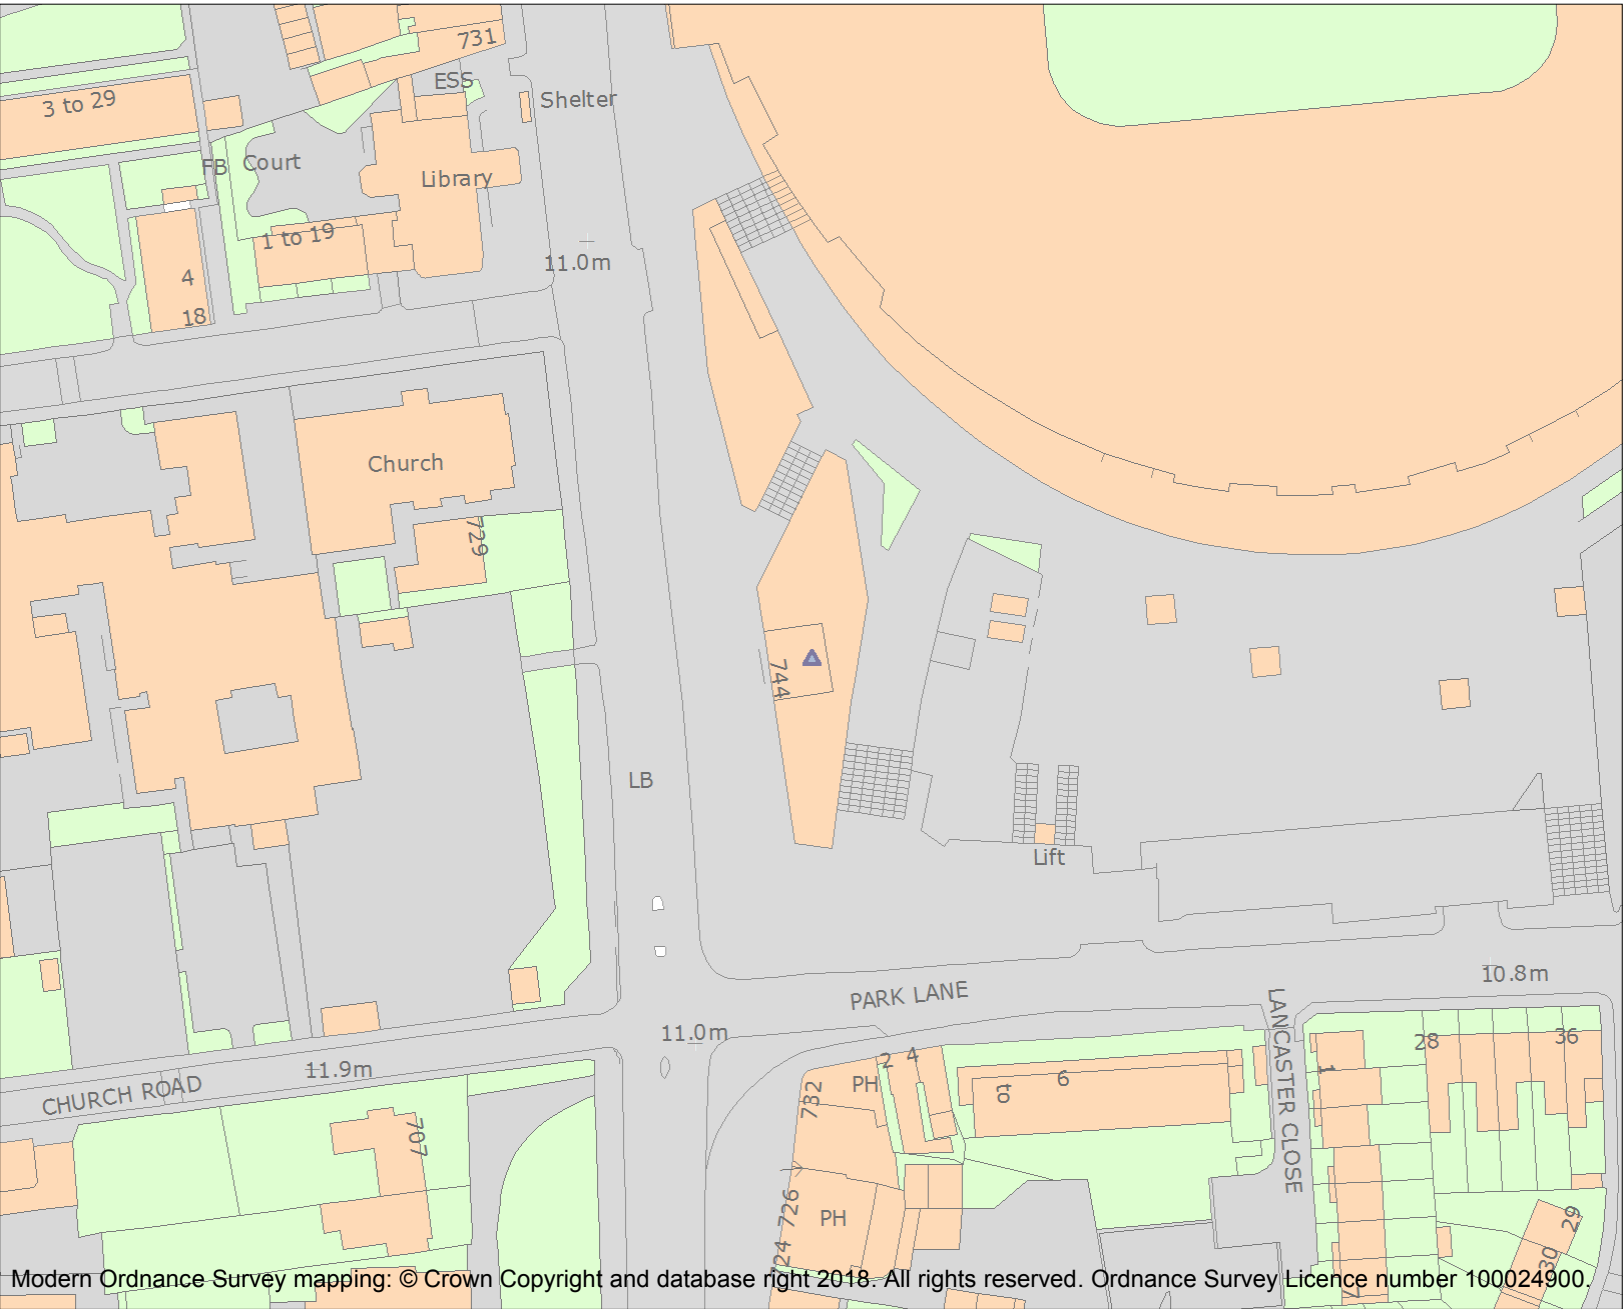 731
ESS
Shelter
3 to 29
FB
Court
Library
1 to 19
4
18
11.0m
Church
729
744
LB
Lift
PARK LANE
10.8m
11.0m
LANCASTER CLOSE
11.9m
CHURCH ROAD
2
4
PH
732
to
6
1
28
36
707
726
PH
724
29
30
7
Modern Ordnance Survey mapping: © Crown Copyright and database right 2018. All rights reserved. Ordnance Survey Licence number 100024900.